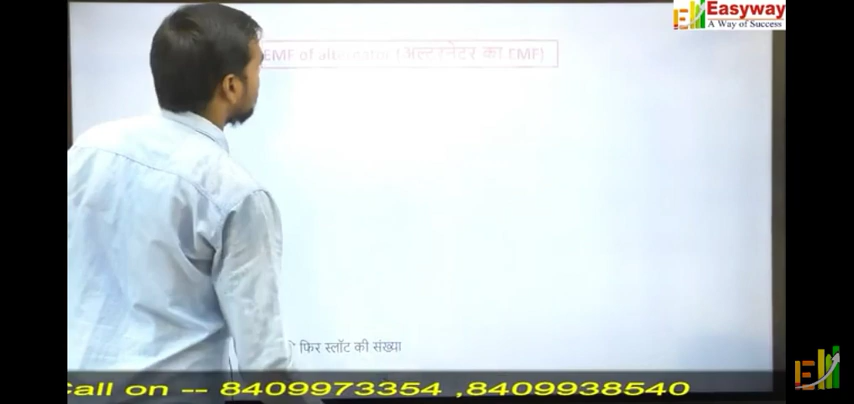 Easyway
A Way of Success
EMF of alternator (अल्टरनेटर का EMF)
फिर स्लॉट की संख्या
Call on -- 8409973354 ,8409938540